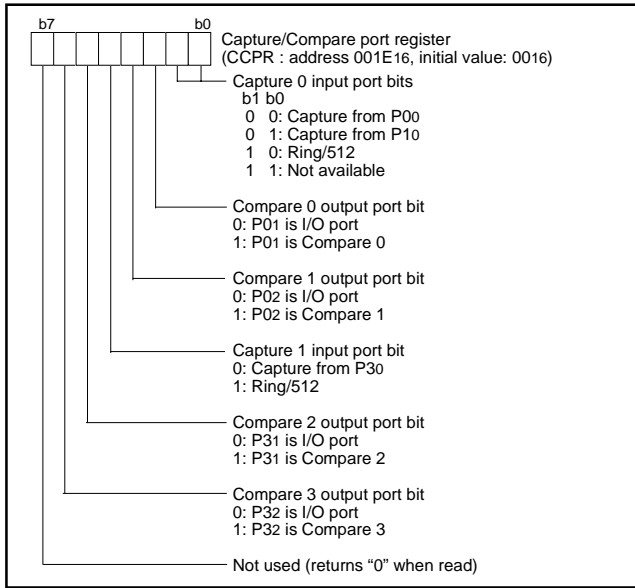 b7 b0
Capture/Compare port register
(CCPR : address 001E16, initial value: 0016)
Capture 0 input port bits
b1 b0
0 0: Capture from P00
0 1: Capture from P10
1 0: Ring/512
1 1: Not available
Compare 0 output port bit
0: P01 is I/O port
1: P01 is Compare 0
Compare 1 output port bit
0: P02 is I/O port
1: P02 is Compare 1
Capture 1 input port bit
0: Capture from P30
1: Ring/512
Compare 2 output port bit
0: P31 is I/O port
1: P31 is Compare 2
Compare 3 output port bit
0: P32 is I/O port
1: P32 is Compare 3
Not used (returns “0” when read)